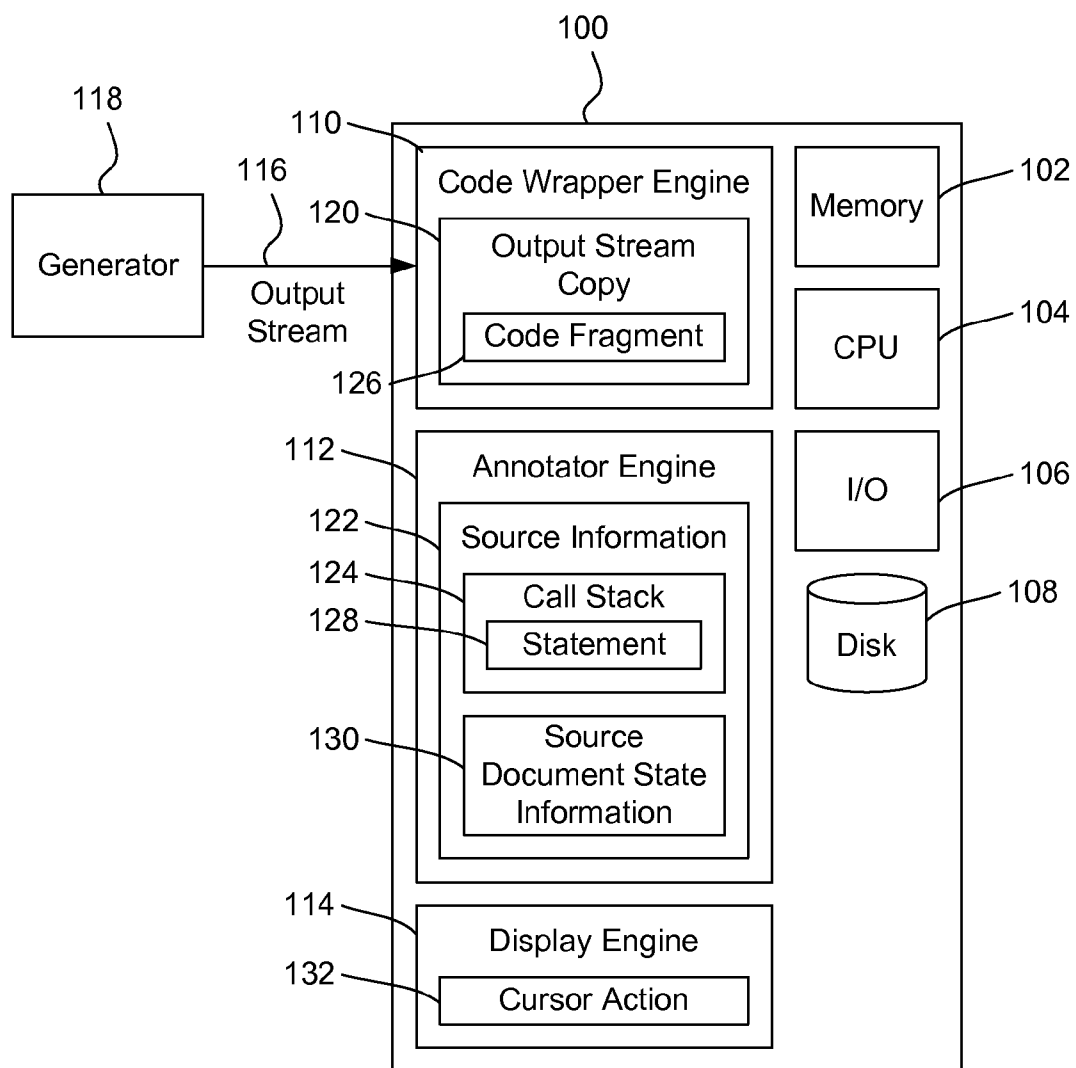 100
118
110
116
Code Wrapper Engine
102
120
Memory
Output Stream
Copy
Generator
Output
Stream
Code Fragment
104
CPU
126
112
Annotator Engine
106
I/O
122
Source Information
124
Call Stack
108
128
Statement
Disk
130
Source
Document State
Information
114
Display Engine
132
Cursor Action